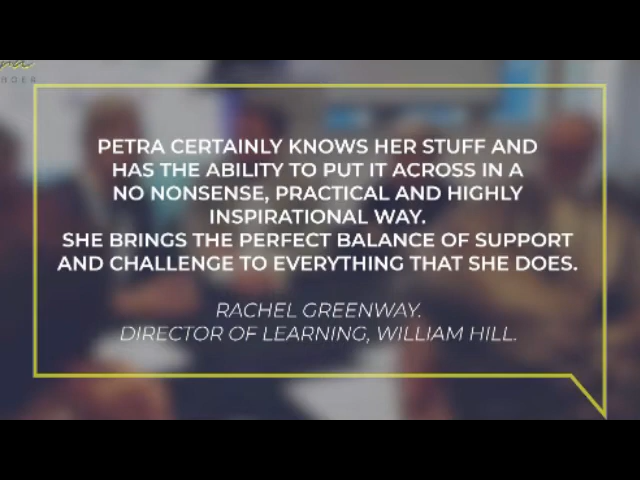 PETRA CERTAINLY KNOWS HER STUFF AND
HAS THE ABILITY TO PUT IT ACROSS IN A
NO NONSENSE, PRACTICAL AND HIGHLY
INSPIRATIONAL WAY.
SHE BRINGS THE PERFECT BALANCE OF SUPPORT
AND CHALLENGE TO EVERYTHING THAT SHE DOES.
RACHEL GREENWAY.
DIRECTOR OF LEARNING, WILLIAM HILL.